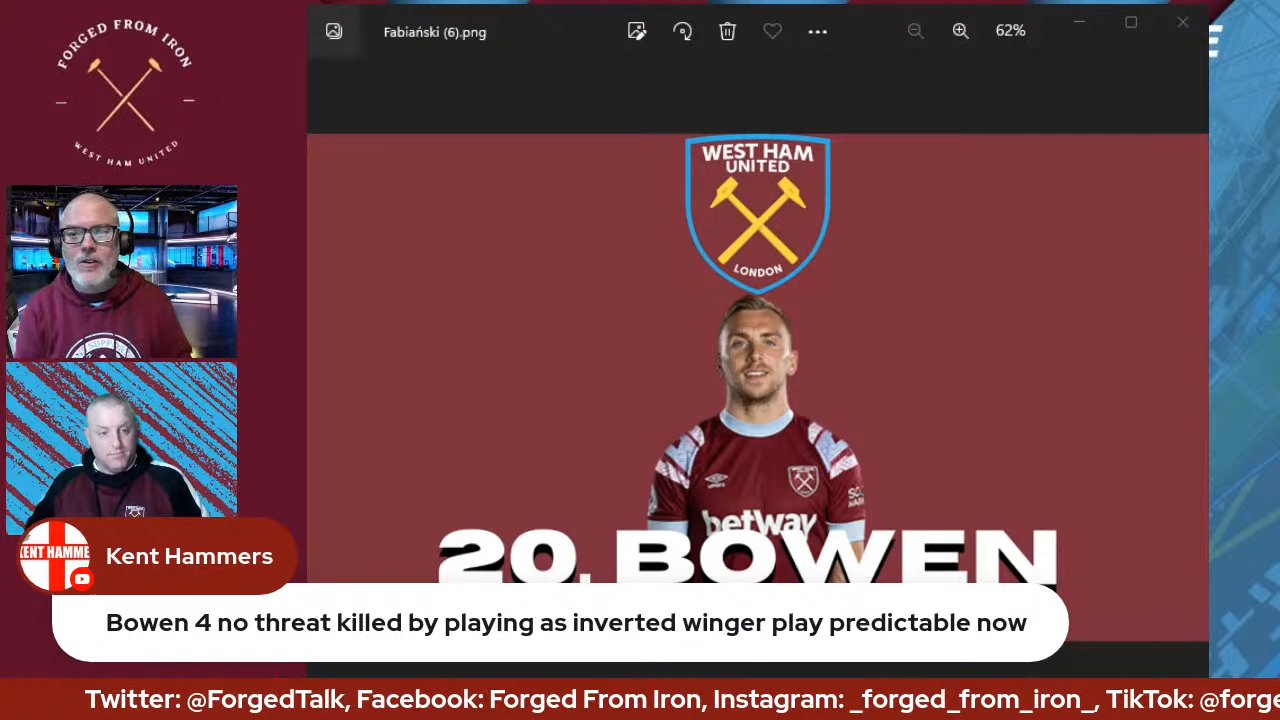 FORGED FROM IRON
WEST HAM UNITED
Fabiański (6).png
62%
WEST HAM
UNITED
LONDON
betway
20. BOWEN
KENT HAMME
Kent Hammers
Bowen 4 no threat killed by playing as inverted winger play predictable now
Twitter: @ForgedTalk, Facebook: Forged From Iron, Instagram: _forged_from_iron_, TikTok: @forge